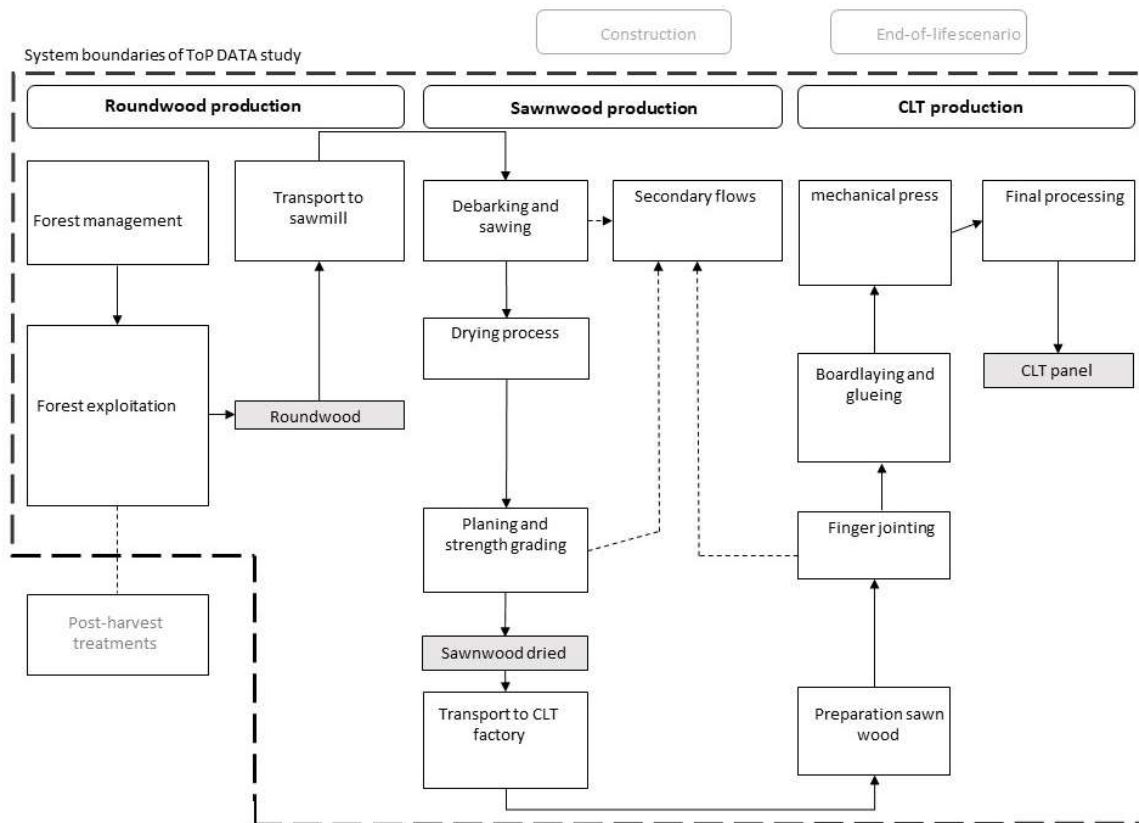 Construction
End-of-lifescenario
System boundaries of ToP DATA study
Roundwood production
Sawnwood production
CLT production
Forest management
Transport to
sawmill
Debarking and
sawing
Secondary flows
mechanical press
Final processing
Drying process
Forest exploitation
Roundwood
Boardlaying and
glueing
CLT panel
Planing and
strength grading
Finger jointing
Post-harvest
treatments
Sawnwood dried
Transport to CLT
factory
Preparation sawn
wood